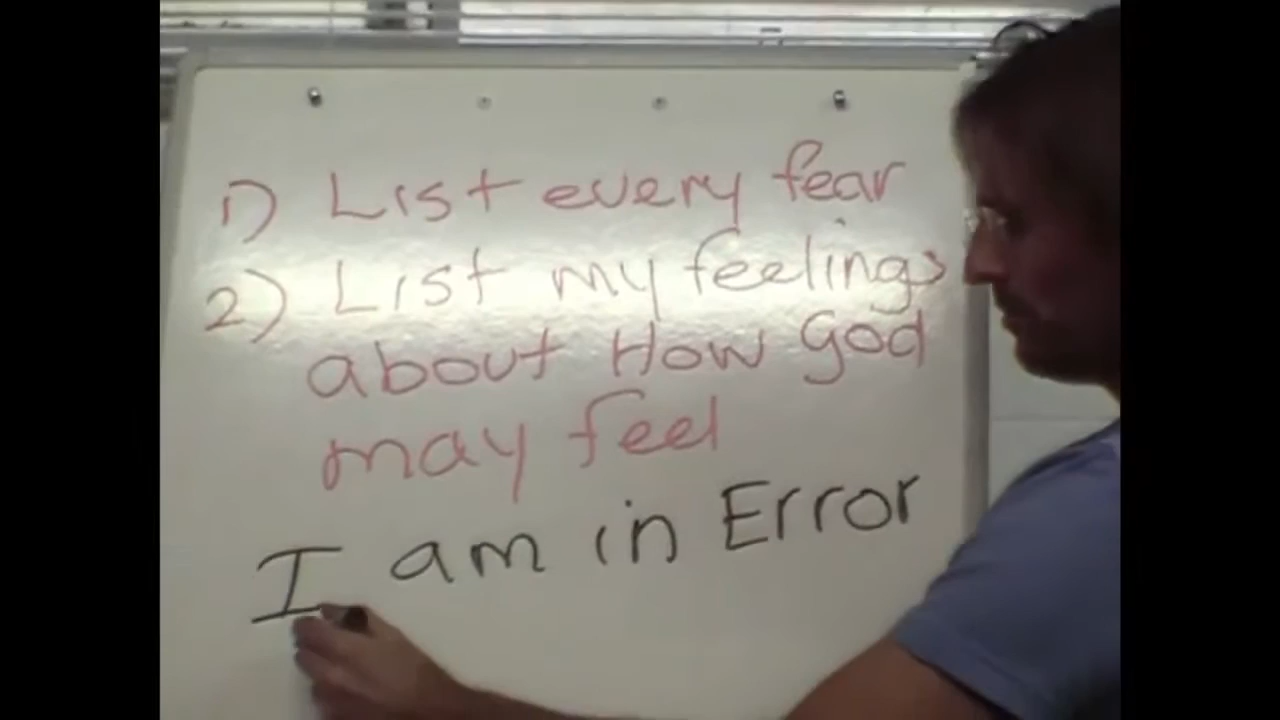 1) List every fear
2) List my feelings
about How God
may feel
I am in Error